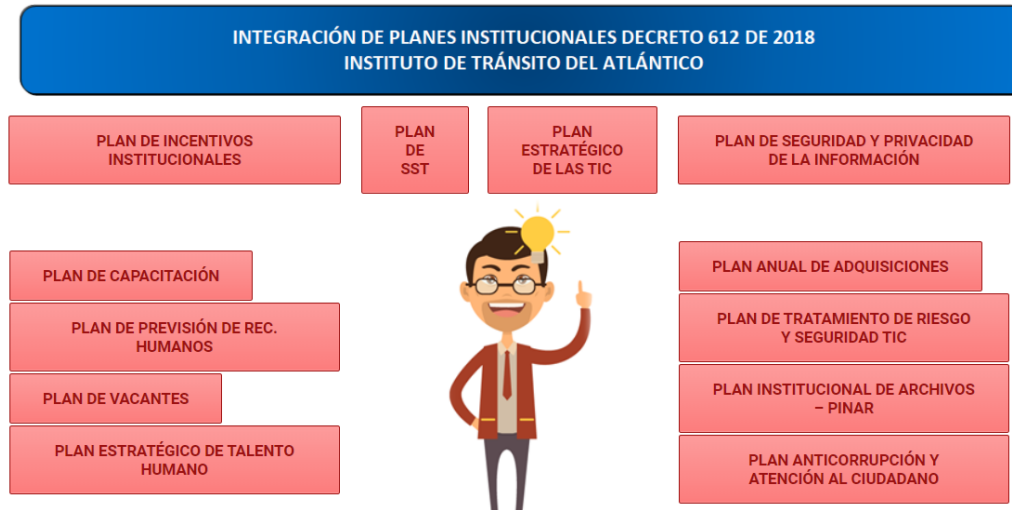 INTEGRACIÓN DE PLANES INSTITUCIONALES DECRETO 612 DE 2018
INSTITUTO DE TRÁNSITO DEL ATLÁNTICO
PLAN DE INCENTIVOS
INSTITUCIONALES
PLAN
DE
SST
PLAN
ESTRATÉGICO
DE LAS TIC
PLAN DE SEGURIDAD Y PRIVACIDAD
DE LA INFORMACIÓN
PLAN DE CAPACITACIÓN
PLAN DE PREVISIÓN DE REC.
HUMANOS
PLAN DE VACANTES
PLAN ESTRATÉGICO DE TALENTO
HUMANO
PLAN ANUAL DE ADQUISICIONES
PLAN DE TRATAMIENTO DE RIESGO
Y SEGURIDAD TIC
PLAN INSTITUCIONAL DE ARCHIVOS
– PINAR
PLAN ANTICORRUPCIÓN Y
ATENCIÓN AL CIUDADANO